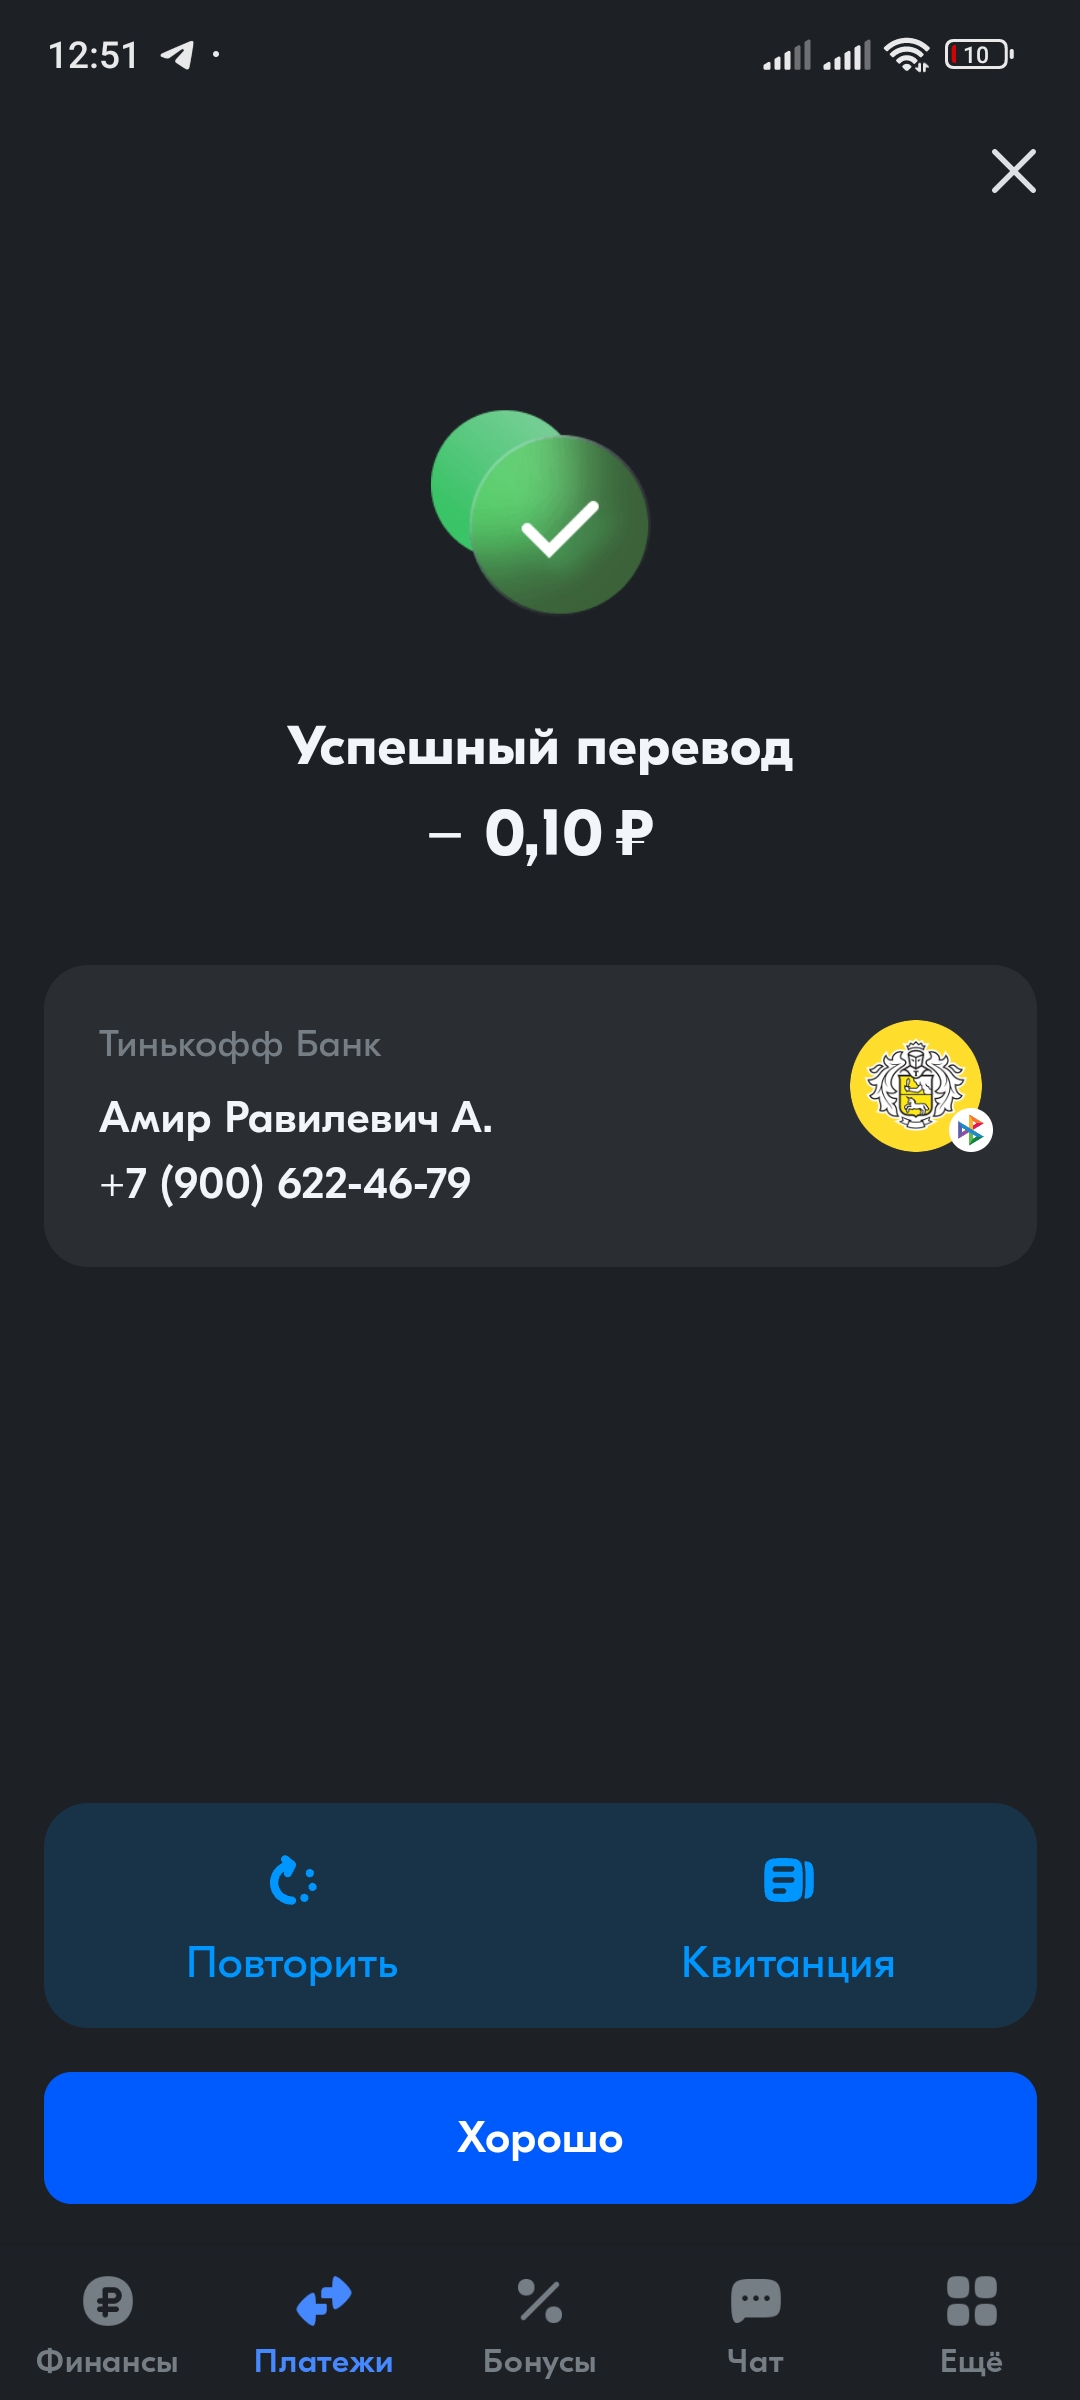 12:51
10
Успешный перевод
– 0,10 ₽
Тинькофф Банк
Амир Равилевич А.
+7 (900) 622-46-79
Повторить
Квитанция
Хорошо
Финансы
Платежи
Бонусы
Чат
Ещё